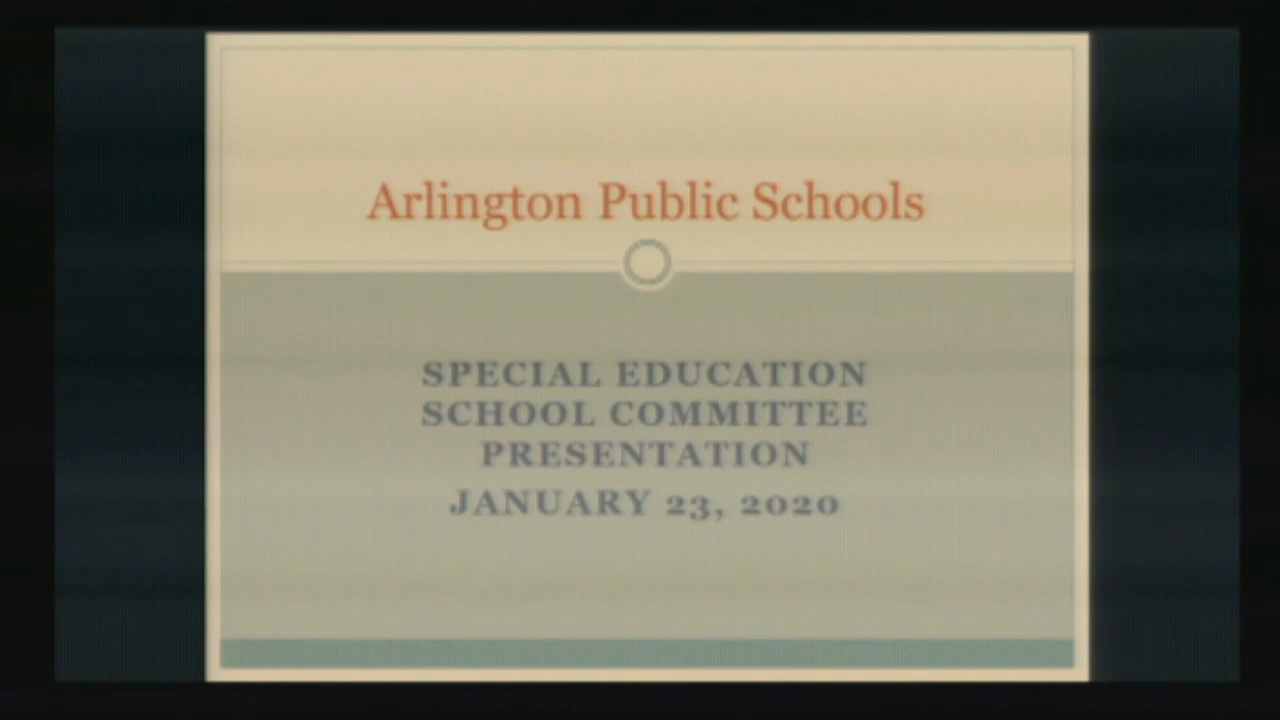 Arlington Public Schools
SPECIAL EDUCATION
SCHOOL COMMITTEE
PRESENTATION
JANUARY 23, 2020